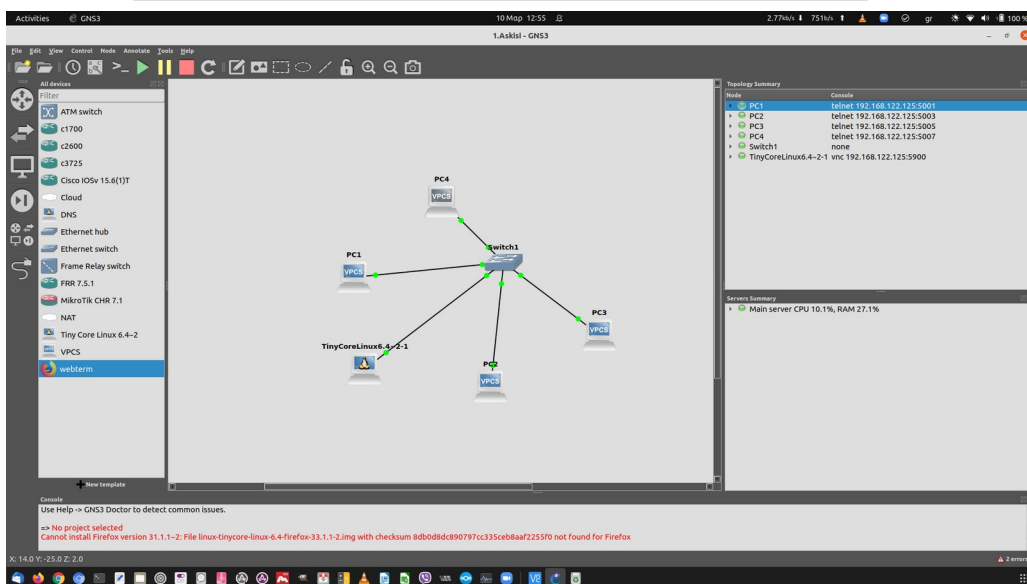 Activities
GNS3
10 Μαρ 12:55
2.77kb/s
751b/s
gr
100 %
1.Askisi - GNS3
File Edit View Control Node Annotate Tools Help
All devices
Filter
ATM switch
c1700
c2600
c3725
Cisco IOSv 15.6(1)T
Cloud
DNS
Ethernet hub
Ethernet switch
Frame Relay switch
FRR 7.5.1
MikroTik CHR 7.1
NAT
Tiny Core Linux 6.4~2
VPCS
webterm
New template
PC4
VPCS
Switch1
PC1
VPCS
PC3
VPCS
TinyCoreLinux6.4~2-1
PC2
VPCS
Topology Summary
Node Console
PC1 telnet 192.168.122.125:5001
PC2 telnet 192.168.122.125:5003
PC3 telnet 192.168.122.125:5005
PC4 telnet 192.168.122.125:5007
Switch1 none
TinyCoreLinux6.4~2-1 vnc 192.168.122.125:5900
Servers Summary
Main server CPU 10.1%, RAM 27.1%
Console
Use Help -> GNS3 Doctor to detect common issues.
=> No project selected
Cannot install Firefox version 31.1.1~2: File linux-tinycore-linux-6.4-firefox-33.1.1-2.img with checksum 8db0d8dc890797cc335ceb8aaf2255f0 not found for Firefox
X: 14.0 Y: -25.0 Z: 2.0
2 errors